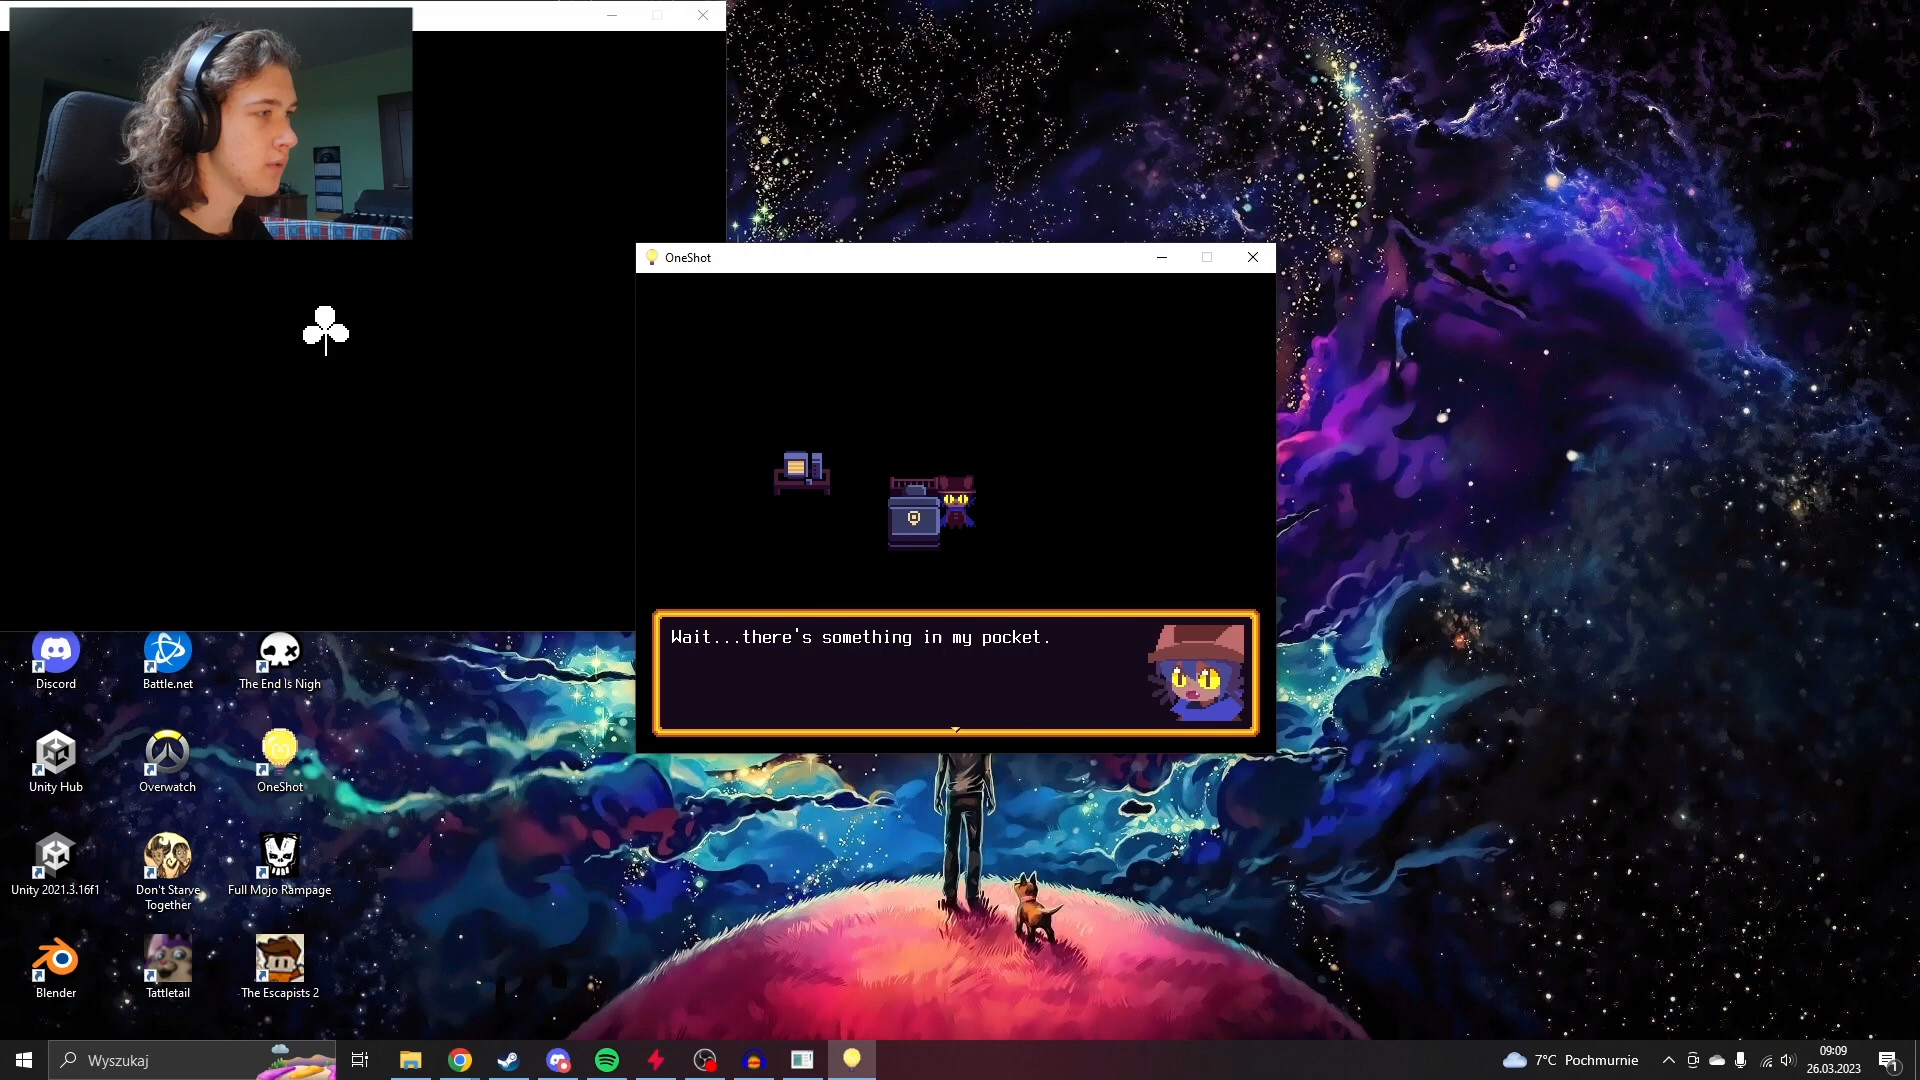 OneShot
Wait...there's something in my pocket.
Discord
Battle.net
The End Is Nigh
Unity Hub
Overwatch
OneShot
Unity 2021.3.16f1
Don't Starve
Together
Full Mojo Rampage
Blender
Tattletail
The Escapists 2
Wyszukaj
7°C Pochmurnie
09:09
26.03.2023
1